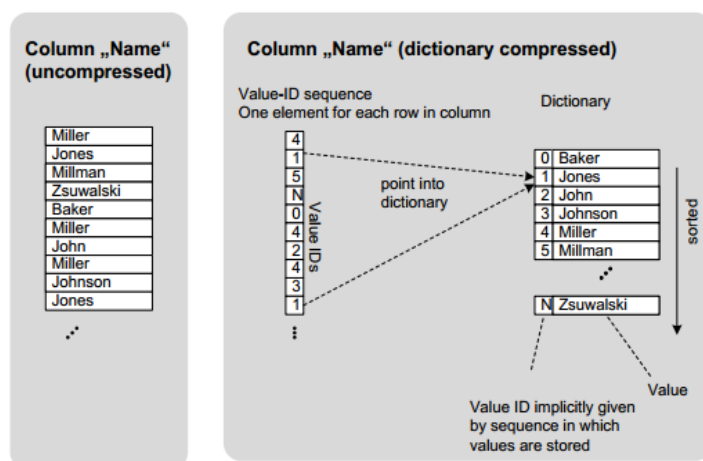 Column „Name“
(uncompressed)
Miller
Jones
Millman
Zsuwalski
Baker
Miller
John
Miller
Johnson
Jones
Column „Name“ (dictionary compressed)
Value-ID sequence
One element for each row in column
4
1
5
N
0
4
2
4
3
1
Value IDs
point into
dictionary
Dictionary
0 Baker
1 Jones
2 John
3 Johnson
4 Miller
5 Millman
N Zsuwalski
sorted
Value
Value ID implicitly given
by sequence in which
values are stored